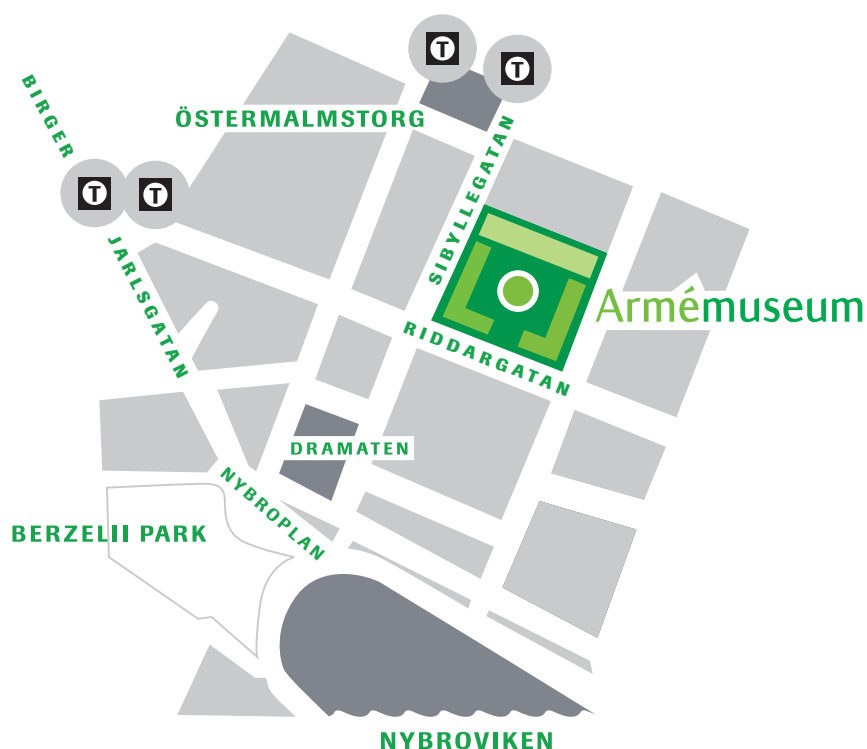 T
T
BIRGER
ÖSTERMALMSTORG
T
T
SIBYLLEGATAN
JARLSGATAN
Armémuseum
RIDDARGATAN
DRAMATEN
NYBROPLAN
BERZELII PARK
NYBROVIKEN